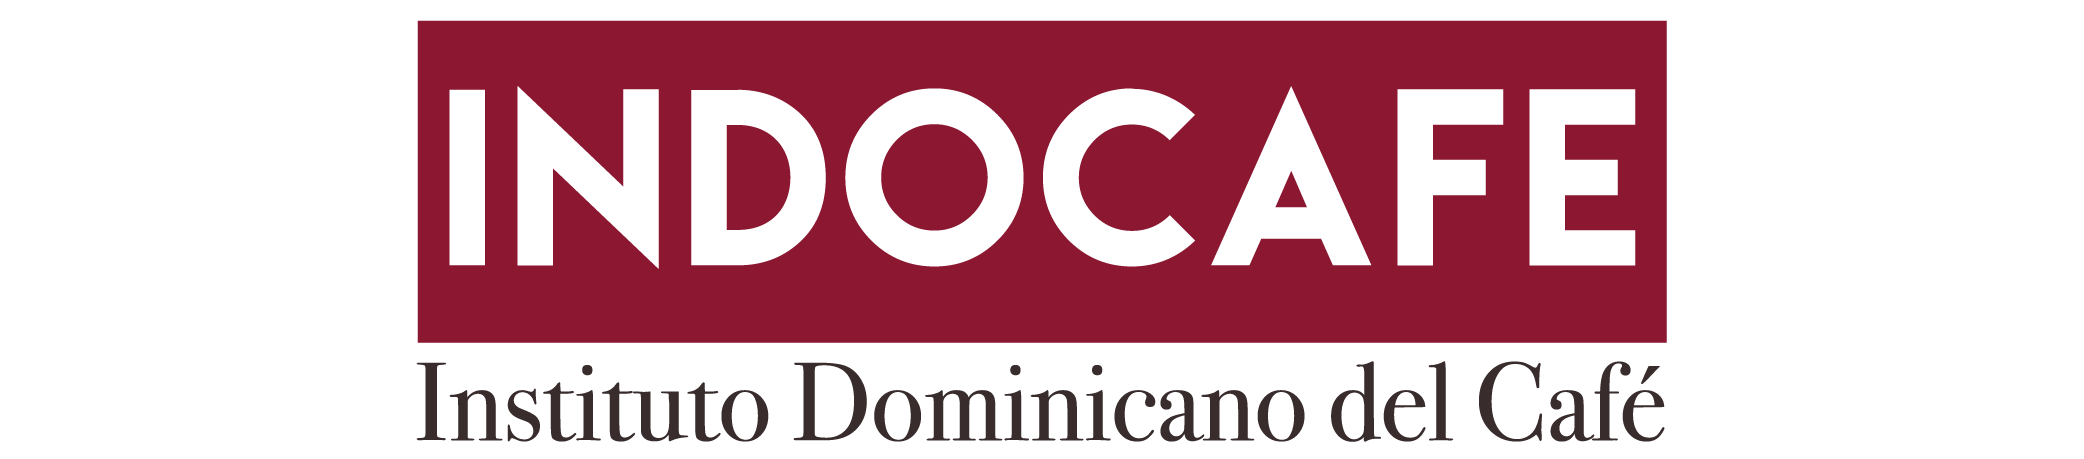 INDOCAFE
Instituto Dominicano del Café